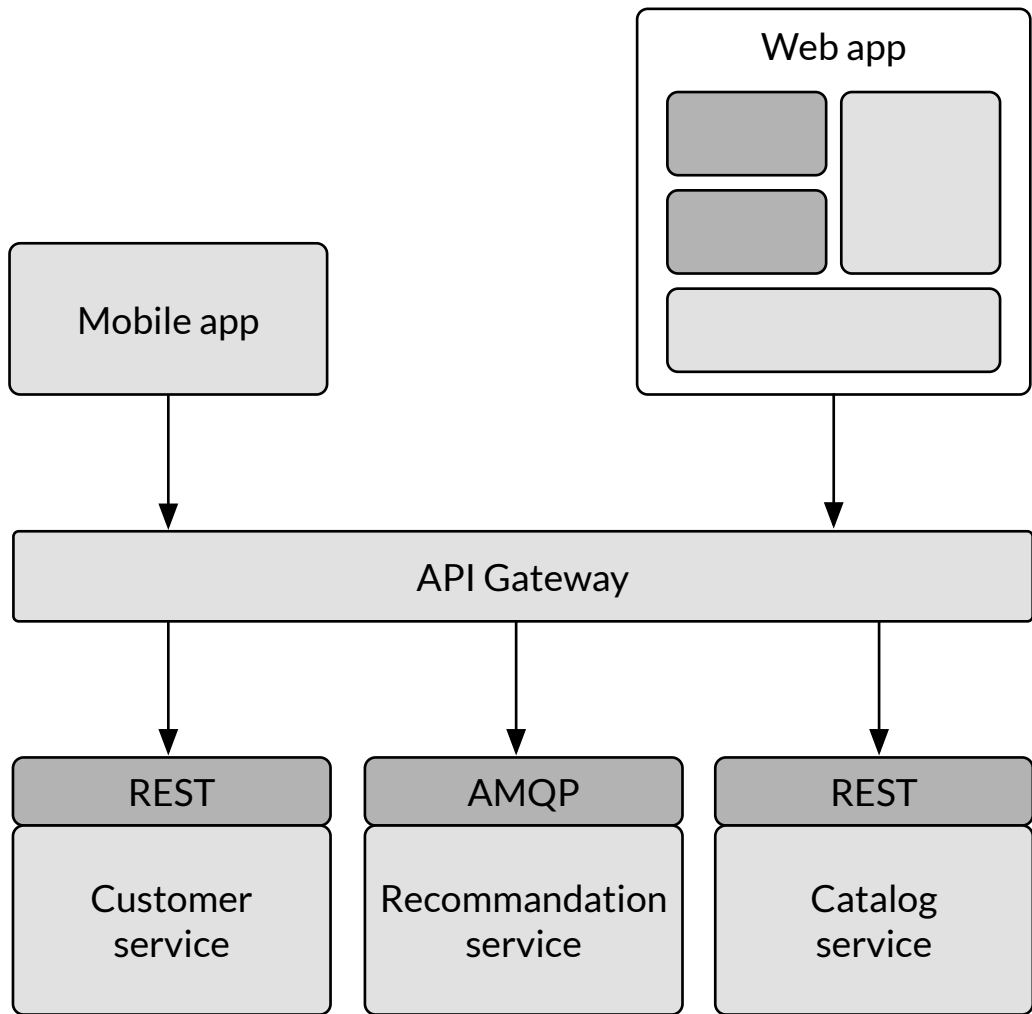 Web app
Mobile app
API Gateway
REST
AMQP
REST
Customer
service
Recommandation
service
Catalog
service